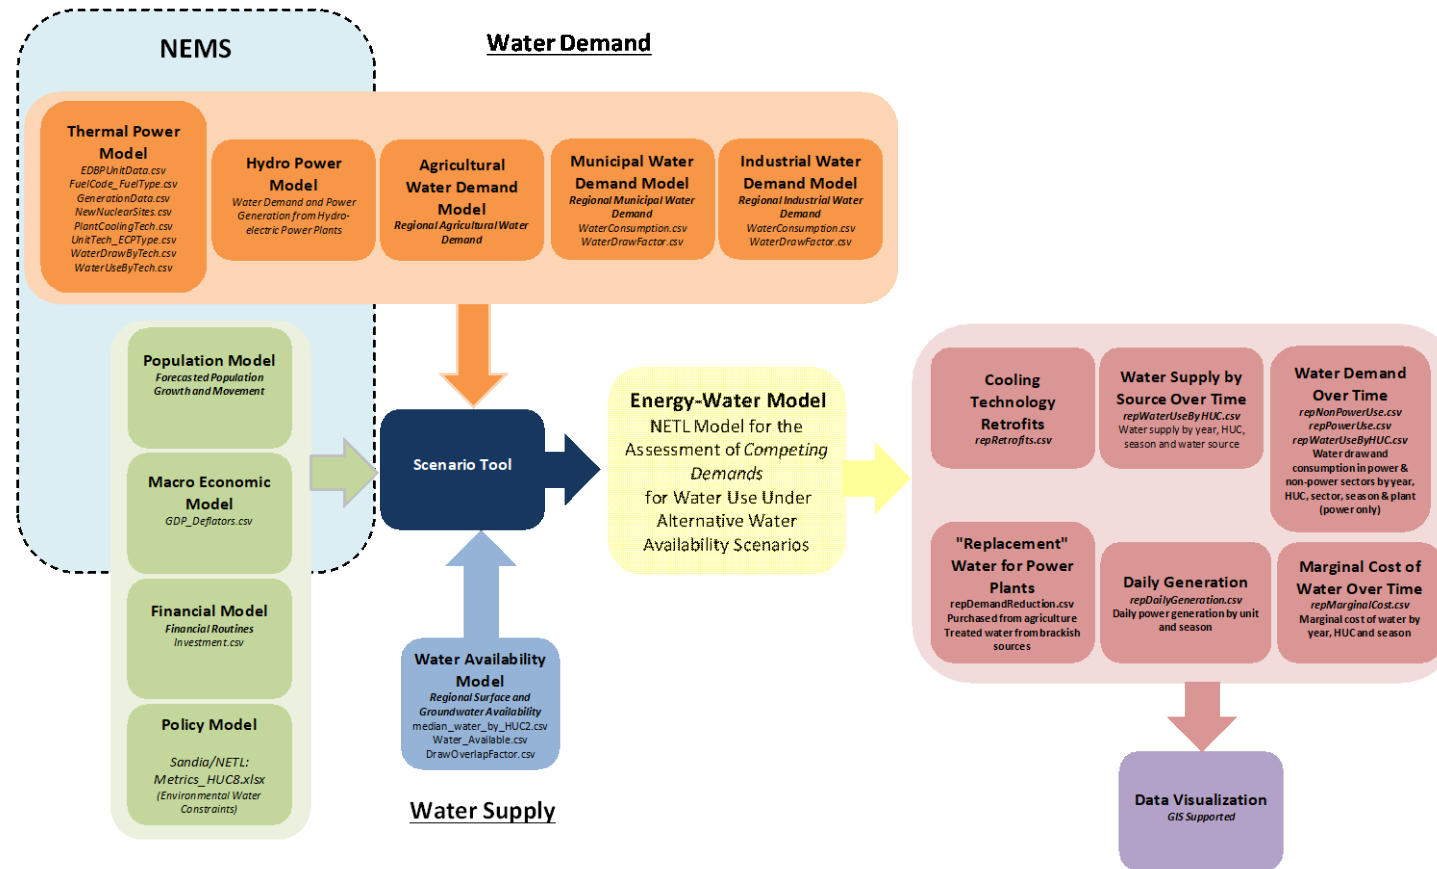 NEMS
Water Demand
Thermal Power
Model
EDBPUnitData.csv
FuelCode_FuelType.csv
GenerationData.csv
NewNuclearSites.csv
PlantCoolingTech.csv
UnitTech_ECPType.csv
WaterDrawByTech.csv
WaterUseByTech.csv
Hydro Power
Model
Water Demand and Power
Generation from Hydro-
electric Power Plants
Agricultural
Water Demand
Model
Regional Agricultural Water
Demand
Municipal Water
Demand Model
Regional Municipal Water
Demand
WaterConsumption.csv
WaterDrawFactor.csv
Industrial Water
Demand Model
Regional Industrial Water
Demand
WaterConsumption.csv
WaterDrawFactor.csv
Population Model
Forecasted Population
Growth and Movement
Macro Economic
Model
GDP_Deflators.csv
Financial Model
Financial Routines
Investment.csv
Policy Model
Sandia/NETL:
Metrics_HUC8.xlsx
(Environmental Water
Constraints)
Scenario Tool
Water Availability
Model
Regional Surface and
Groundwater Availability
median_water_by_HUC2.csv
Water_Available.csv
DrawOverlapFactor.csv
Water Supply
Energy-Water Model
NETL Model for the
Assessment of Competing
Demands
for Water Use Under
Alternative Water
Availability Scenarios
Cooling
Technology
Retrofits
repRetrofits.csv
Water Supply by
Source Over Time
repWaterUseByHUC.csv
Water supply by year, HUC,
season and water source
Water Demand
Over Time
repNonPowerUse.csv
repPowerUse.csv
repWaterUseByHUC.csv
Water draw and
consumption in power &
non-power sectors by year,
HUC, sector, season & plant
(power only)
"Replacement"
Water for Power
Plants
repDemandReduction.csv
Purchased from agriculture
Treated water from brackish
sources
Daily Generation
repDailyGeneration.csv
Daily power generation by unit
and season
Marginal Cost of
Water Over Time
repMarginalCost.csv
Marginal cost of water by
year, HUC and season
Data Visualization
GIS Supported